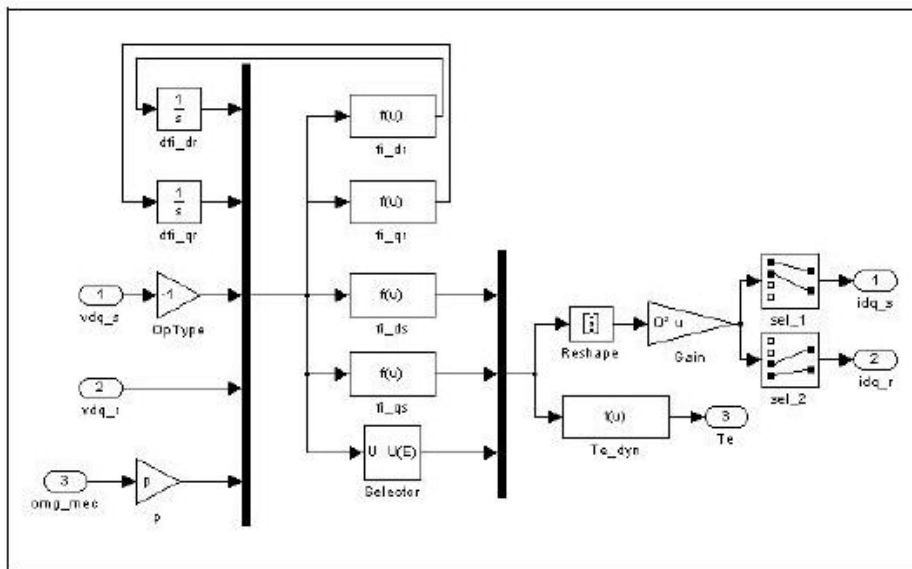 1
s
dfi_dr
1
s
dfi_qr
1
vdq_s
-1
OpType
2
vdq_r
3
omg_mec
p
p
f(u)
fi_dr
f(u)
fi_qr
f(u)
fi_ds
f(u)
fi_qs
U U(E)
Selector
Reshape
Gain
f(u)
Te_dyn
sel_1
1
idq_s
sel_2
2
idq_r
3
Te